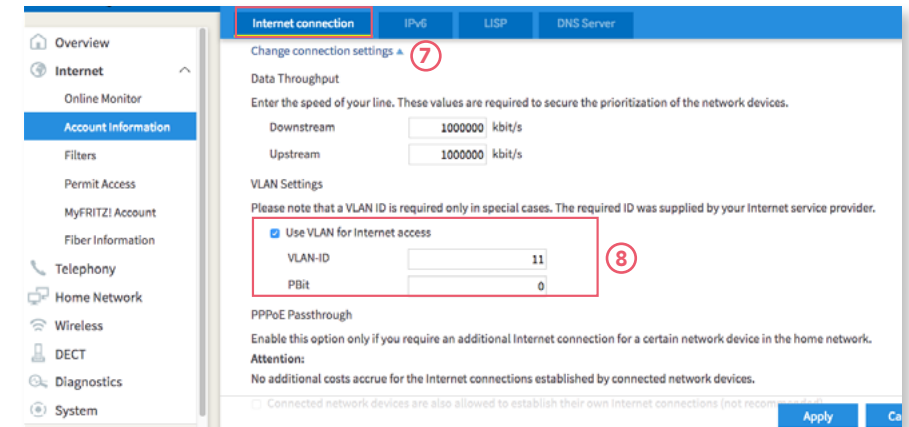 Internet connection IPv6 LISP DNS Server
Overview
Internet
Online Monitor
Account Information
Filters
Permit Access
MyFRITZ! Account
Fiber Information
Telephony
Home Network
Wireless
DECT
Diagnostics
System
Change connection settings
7
Data Throughput
Enter the speed of your line. These values are required to secure the prioritization of the network devices.
Downstream 1000000 kbit/s
Upstream 1000000 kbit/s
VLAN Settings
Please note that a VLAN ID is required only in special cases. The required ID was supplied by your Internet service provider.
Use VLAN for Internet access
VLAN-ID 11
8
PBit 0
PPPoE Passthrough
Enable this option only if you require an additional Internet connection for a certain network device in the home network.
Attention:
No additional costs accrue for the Internet connections established by connected network devices.
Connected network devices are also allowed to establish their own Internet connections (not recommended)
Apply Ca